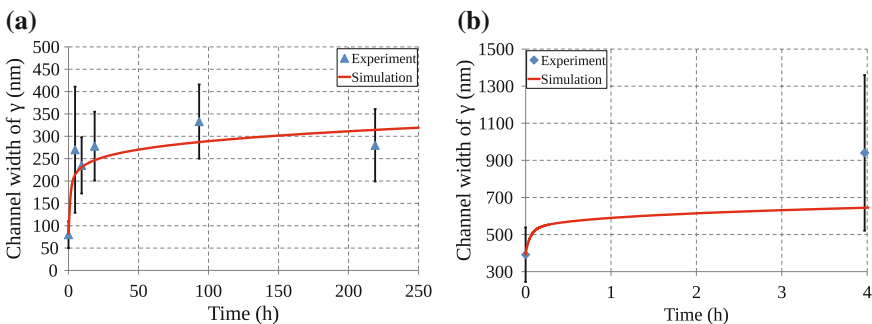 (a)
Channel width of γ (nm)
500
450
400
350
300
250
200
150
100
50
0
0 50 100 150 200 250
Time (h)
Experiment
Simulation
(b)
Channel width of γ (nm)
1500
1300
1100
900
700
500
300
0 1 2 3 4
Time (h)
Experiment
Simulation